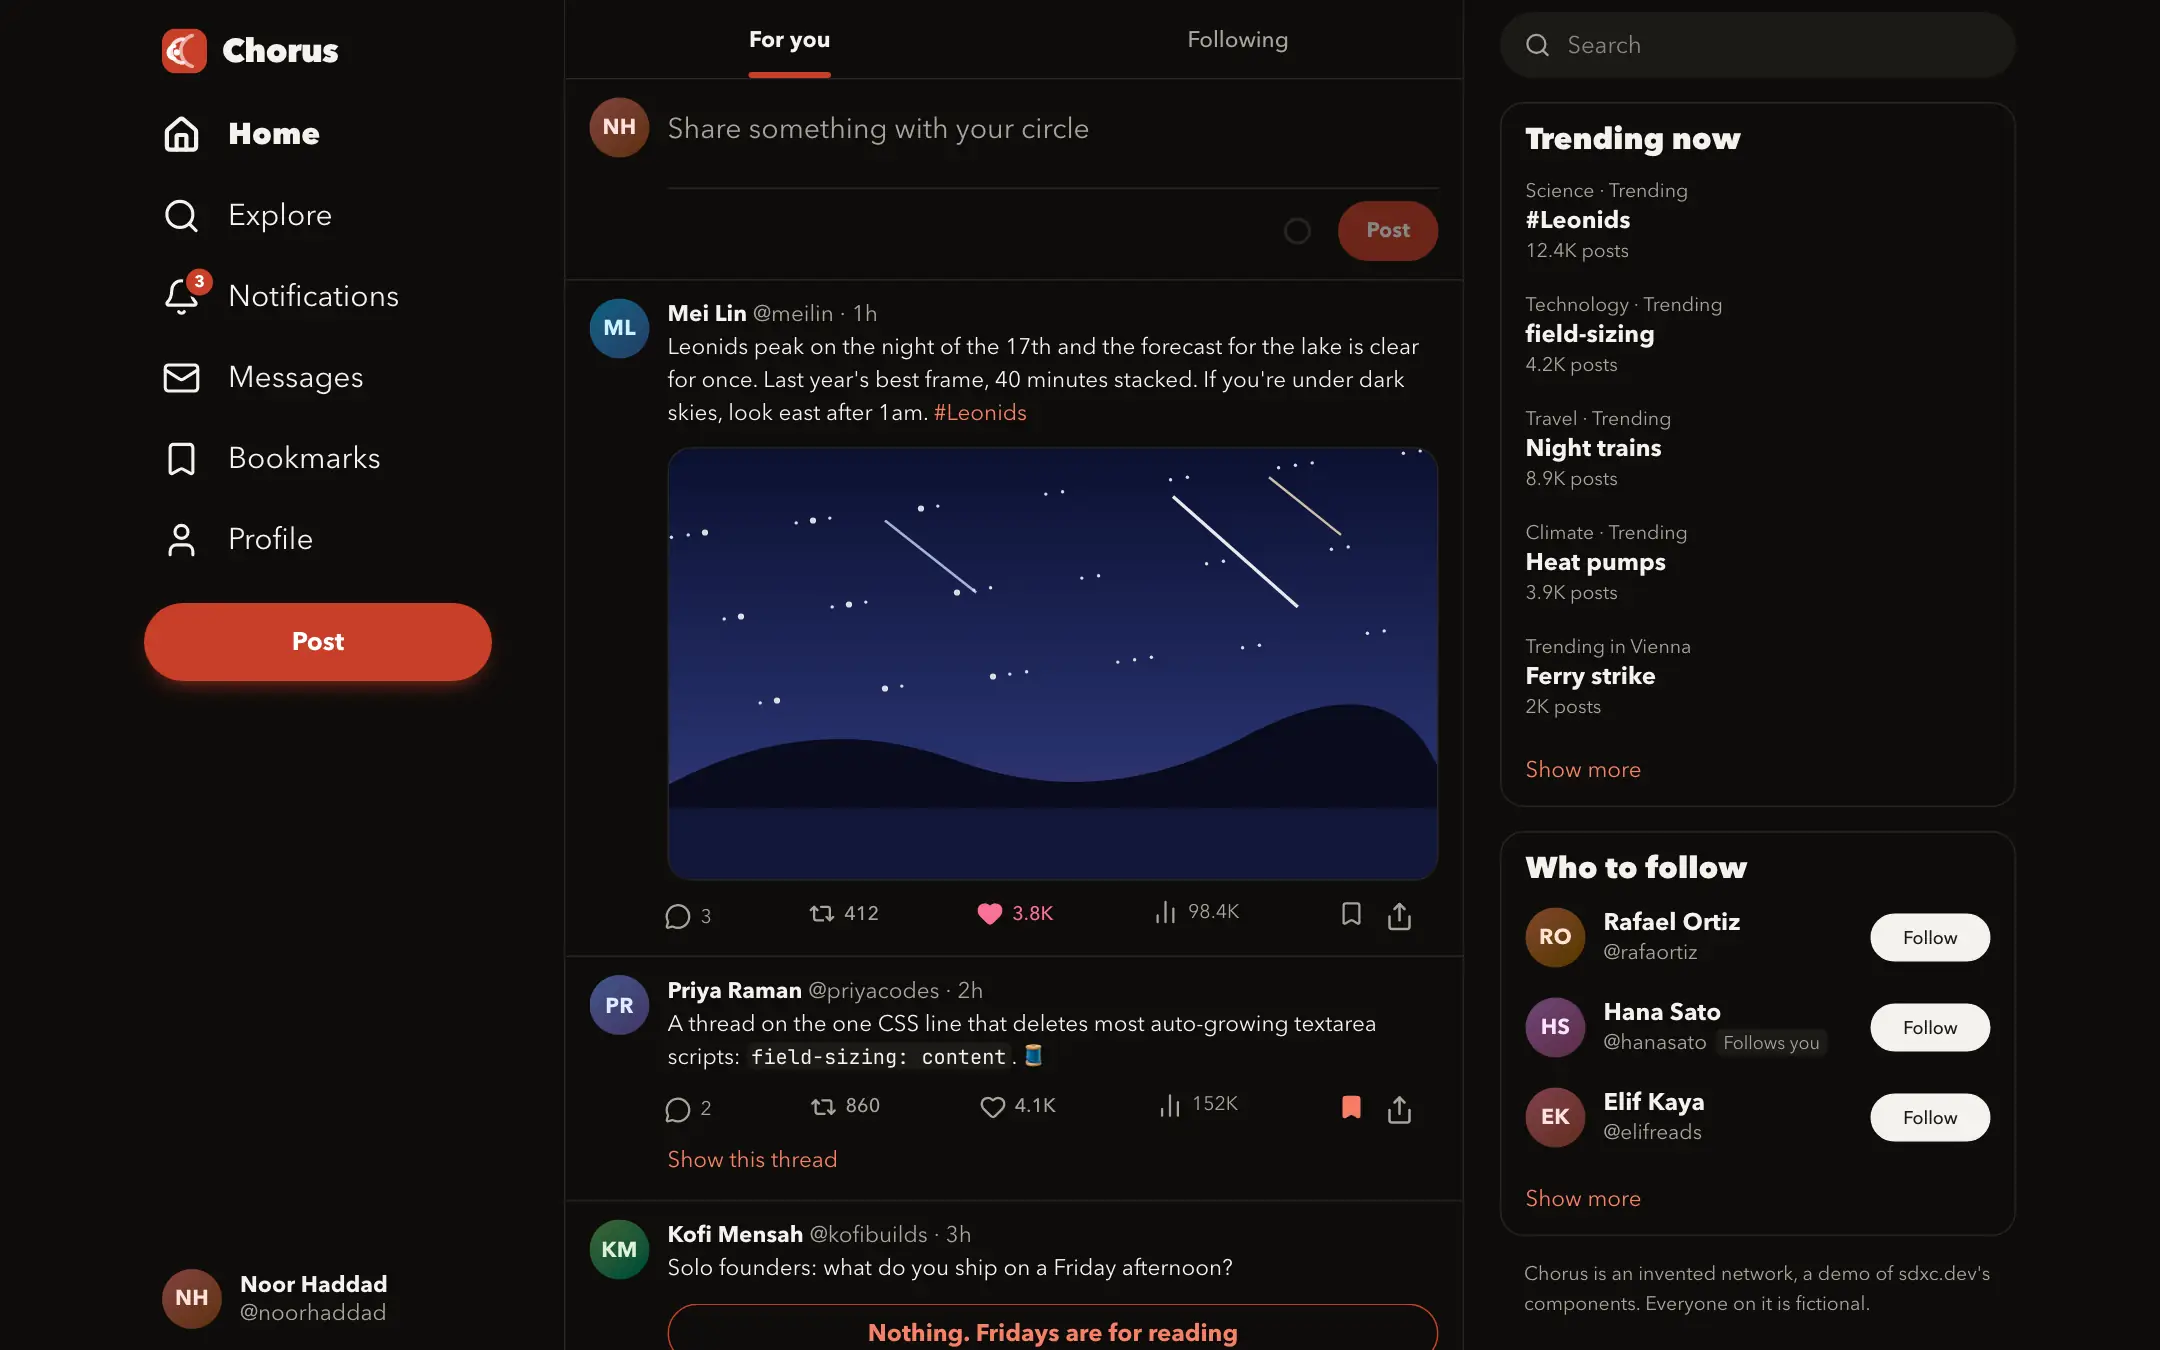 Chorus
Home
Explore
3
Notifications
Messages
Bookmarks
Profile
Post
NH
Noor Haddad
@noorhaddad
For you
Following
NH
Share something with your circle
Post
ML
Mei Lin @meilin · 1h
Leonids peak on the night of the 17th and the forecast for the lake is clear
for once. Last year's best frame, 40 minutes stacked. If you're under dark
skies, look east after 1am. #Leonids
3
412
3.8K
98.4K
PR
Priya Raman @priyacodes · 2h
A thread on the one CSS line that deletes most auto-growing textarea
scripts: field-sizing: content. 🧵
2
860
4.1K
152K
Show this thread
KM
Kofi Mensah @kofibuilds · 3h
Solo founders: what do you ship on a Friday afternoon?
Nothing. Fridays are for reading
Search
Trending now
Science · Trending
#Leonids
12.4K posts
Technology · Trending
field-sizing
4.2K posts
Travel · Trending
Night trains
8.9K posts
Climate · Trending
Heat pumps
3.9K posts
Trending in Vienna
Ferry strike
2K posts
Show more
Who to follow
RO
Rafael Ortiz
@rafaortiz
Follow
HS
Hana Sato
@hanasato Follows you
Follow
EK
Elif Kaya
@elifreads
Follow
Show more
Chorus is an invented network, a demo of sdxc.dev's
components. Everyone on it is fictional.